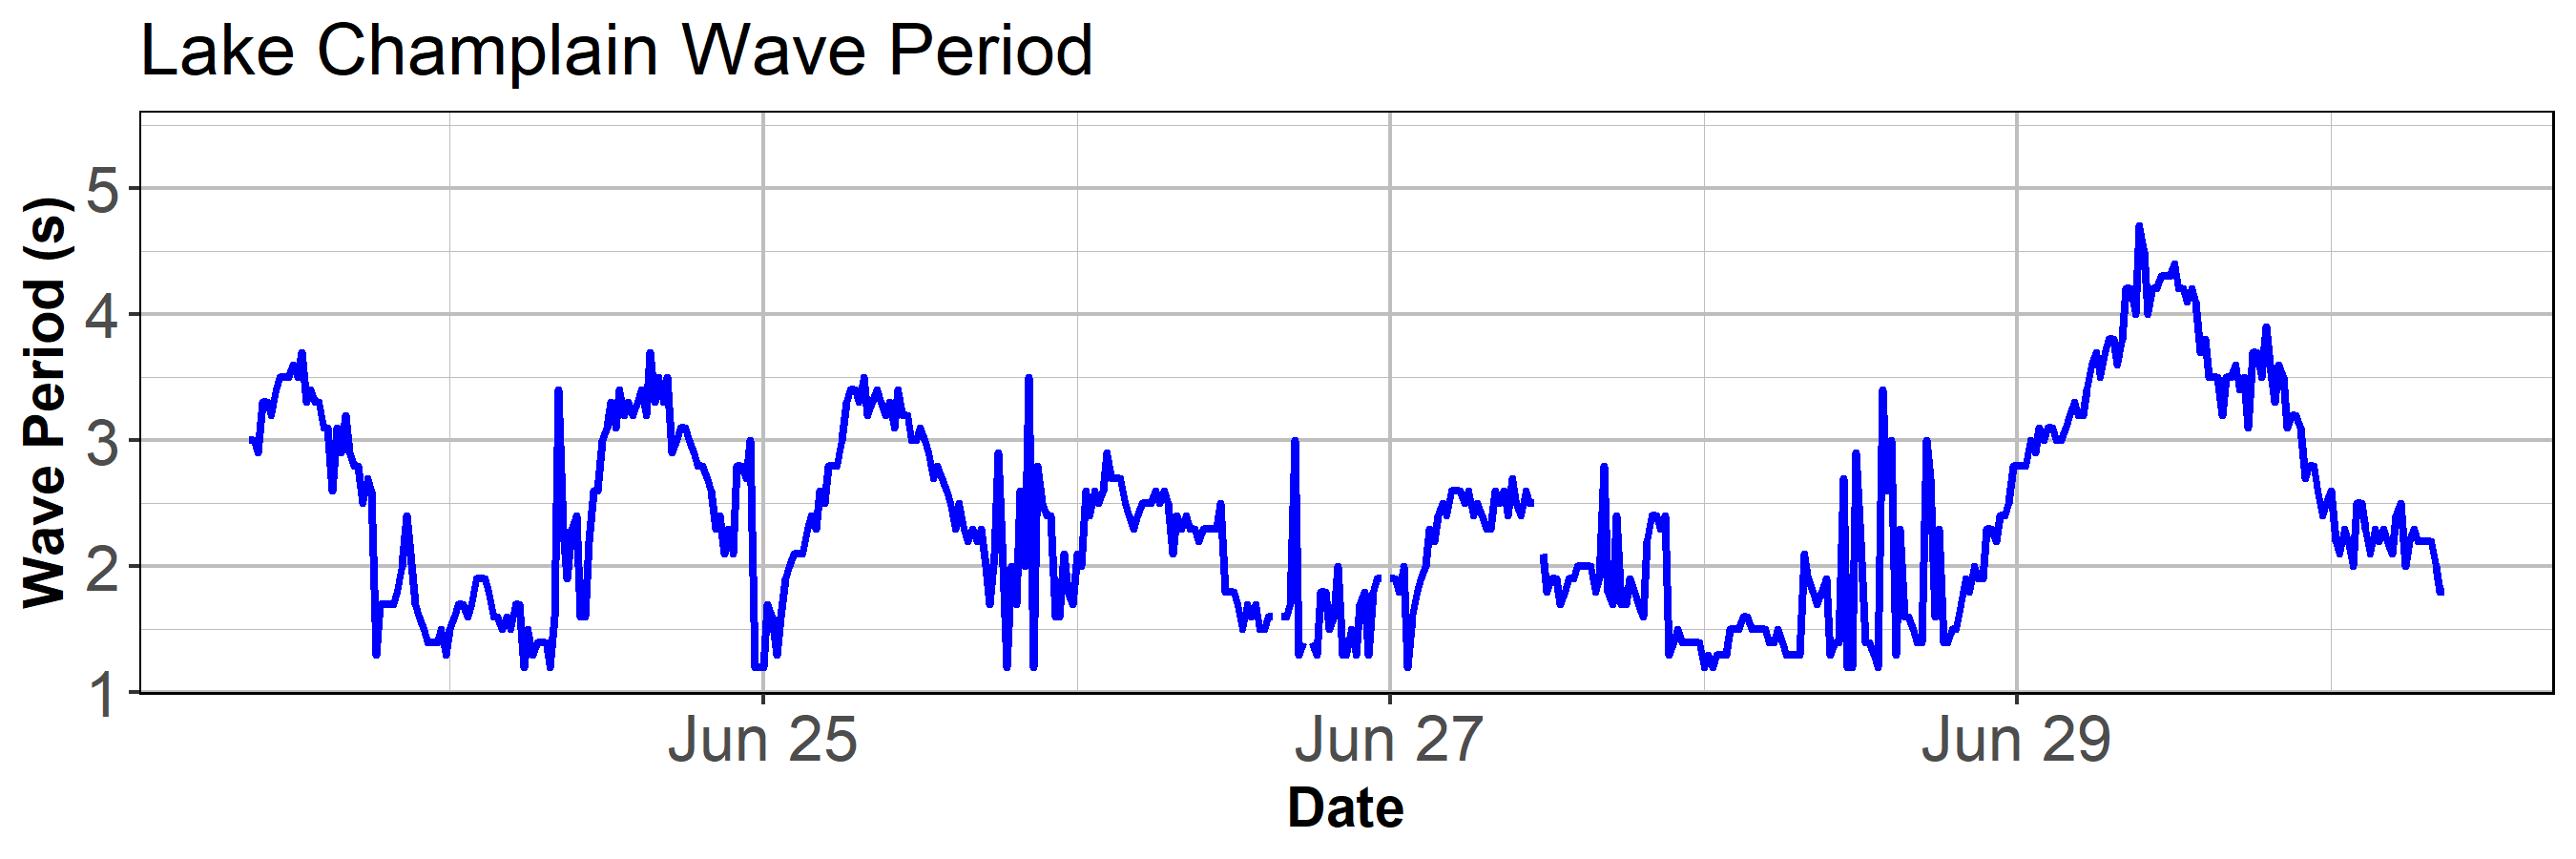 Lake Champlain Wave Period
Wave Period (s)
5
4
3
2
1
Jun 25
Jun 27
Jun 29
Date